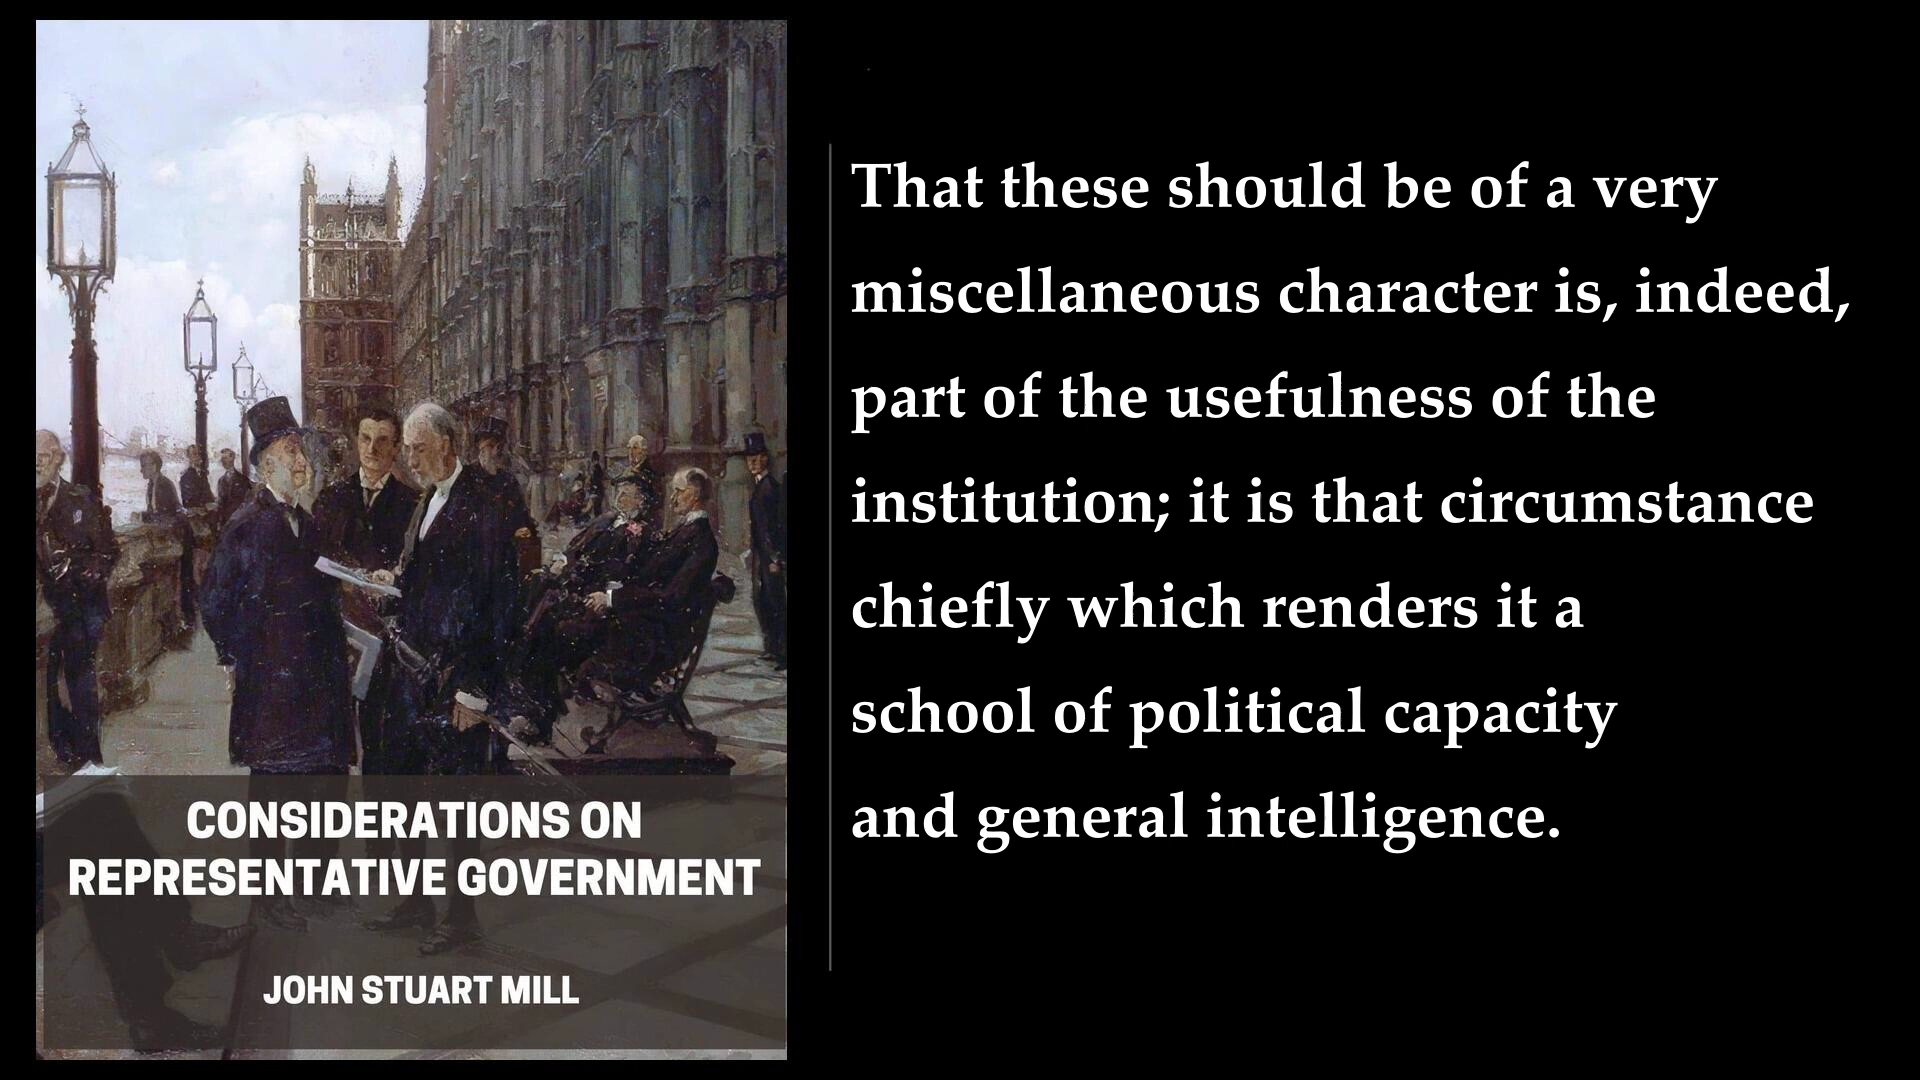 CONSIDERATIONS ON
REPRESENTATIVE GOVERNMENT
JOHN STUART MILL
That these should be of a very
miscellaneous character is, indeed,
part of the usefulness of the
institution; it is that circumstance
chiefly which renders it a
school of political capacity
and general intelligence.